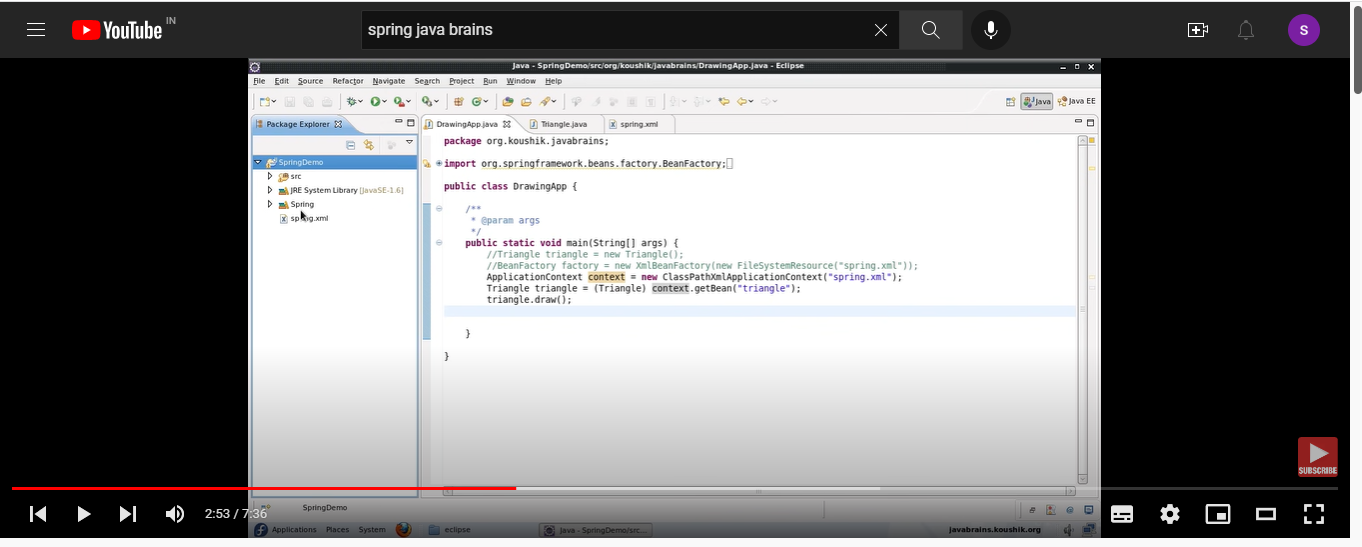 YouTube IN
spring java brains
S
Java - SpringDemo/src/org/koushik/javabrains/DrawingApp.java - Eclipse
File Edit Source Refactor Navigate Search Project Run Window Help
Java Java EE
Package Explorer
DrawingApp.java Triangle.java spring.xml
SpringDemo
src
JRE System Library [JavaSE-1.6]
Spring
spring.xml
package org.koushik.javabrains;
import org.springframework.beans.factory.BeanFactory;
public class DrawingApp {
/**
* @param args
*/
public static void main(String[] args) {
//Triangle triangle = new Triangle();
//BeanFactory factory = new XmlBeanFactory(new FileSystemResource("spring.xml"));
ApplicationContext context = new ClassPathXmlApplicationContext("spring.xml");
Triangle triangle = (Triangle) context.getBean("triangle");
triangle.draw();
}
}
SUBSCRIBE
2:53 / 7:36
SpringDemo
Applications Places System eclipse Java - SpringDemo/src... javabrains.koushik.org